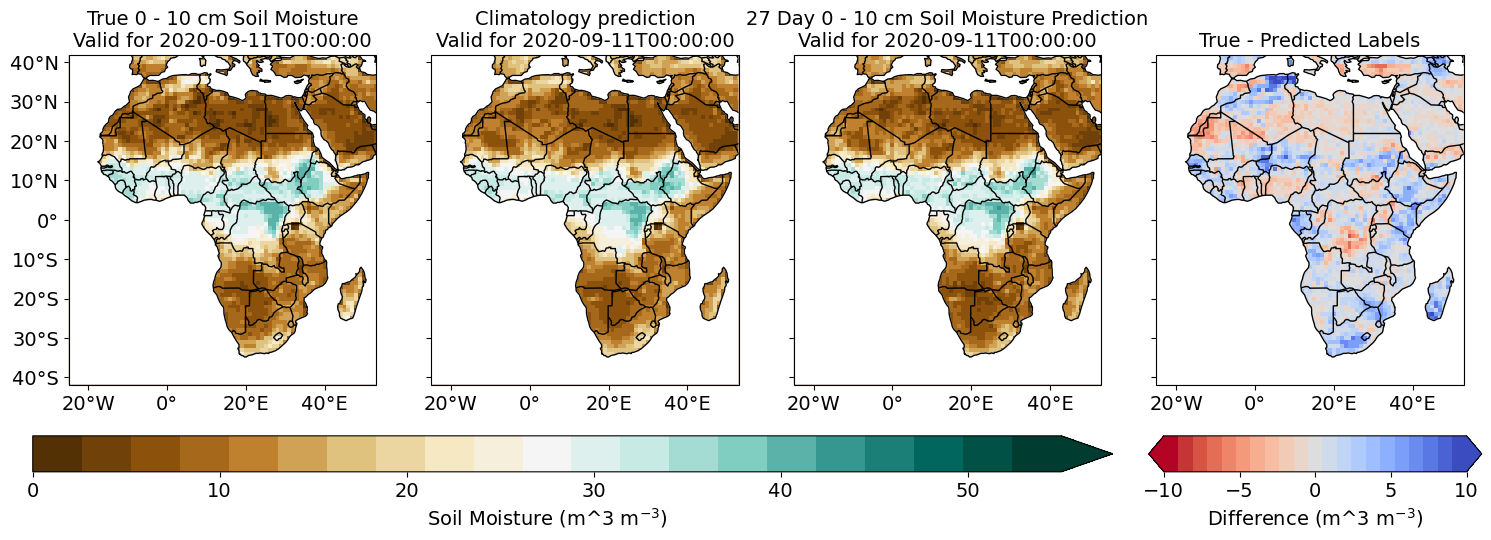 True 0 - 10 cm Soil Moisture
Valid for 2020-09-11T00:00:00
Climatology prediction
Valid for 2020-09-11T00:00:00
27 Day 0 - 10 cm Soil Moisture Prediction
Valid for 2020-09-11T00:00:00
True - Predicted Labels
40°N
30°N
20°N
10°N
0°
10°S
20°S
30°S
40°S
20°W 0° 20°E 40°E
20°W 0° 20°E 40°E
20°W 0° 20°E 40°E
20°W 0° 20°E 40°E
0 10 20 30 40 50
Soil Moisture (m^3 m⁻³)
−10 −5 0 5 10
Difference (m^3 m⁻³)